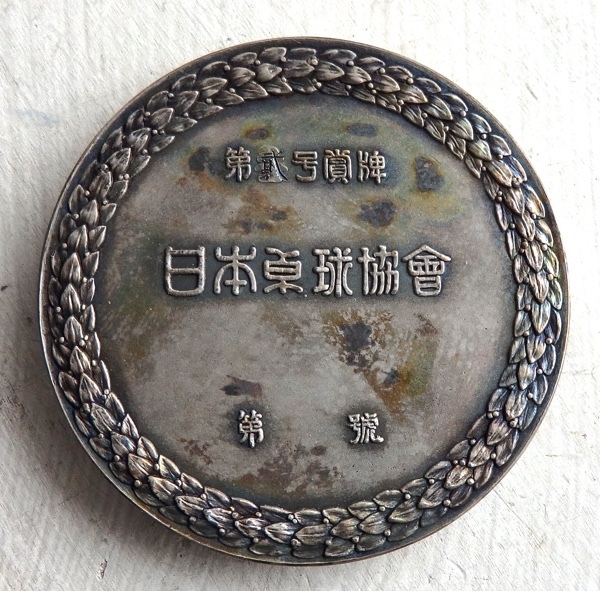 第貳号賞牌
日本卓球協會
第 號